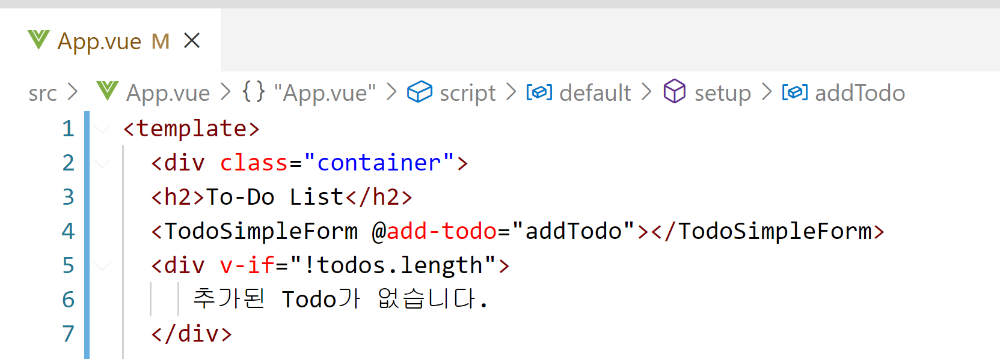 App.vue M
src > App.vue > {} "App.vue" > script > default > setup > addTodo
1 <template>
2 <div class="container">
3 <h2>To-Do List</h2>
4 <TodoSimpleForm @add-todo="addTodo"></TodoSimpleForm>
5 <div v-if="!todos.length">
6 추가된 Todo가 없습니다.
7 </div>